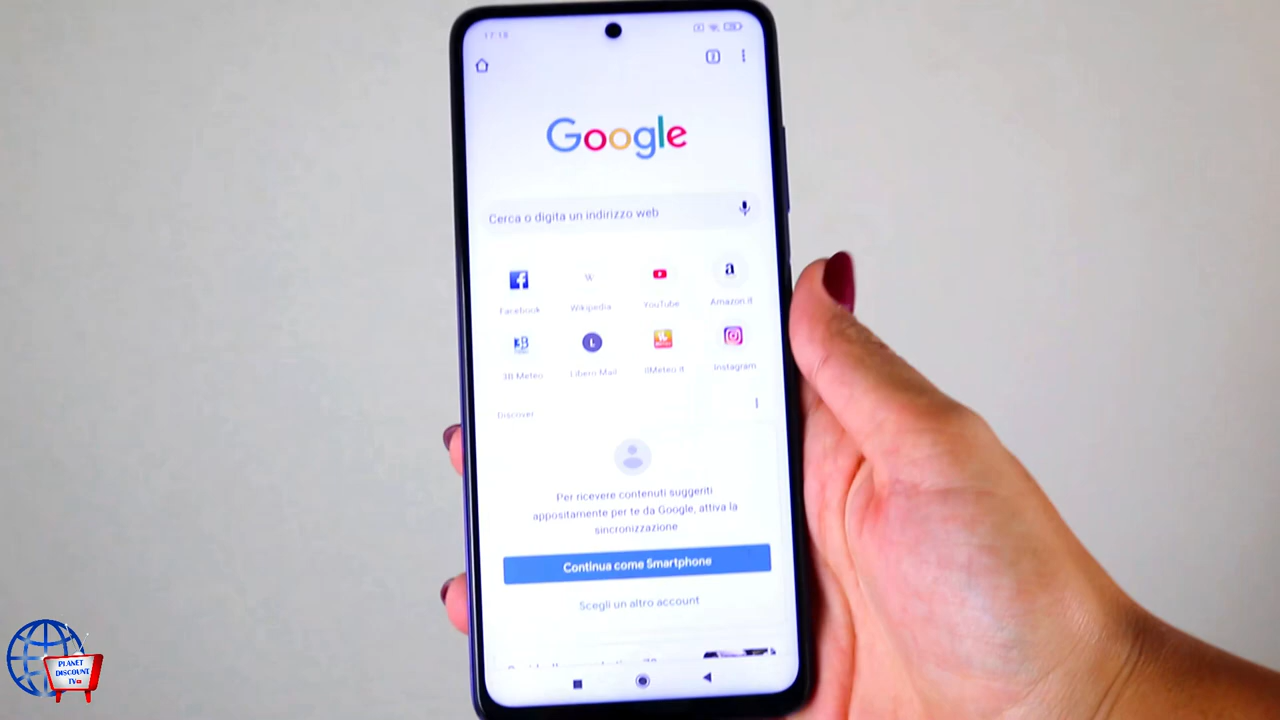 17:18
Google
Cerca o digita un indirizzo web
Facebook
Wikipedia
YouTube
Amazon.it
3B Meteo
Libero Mail
ilMeteo.it
Instagram
Discover
Per ricevere contenuti suggeriti
appositamente per te da Google, attiva la
sincronizzazione
Continua come Smartphone
Scegli un altro account
PLANET
DISCOUNT
TV